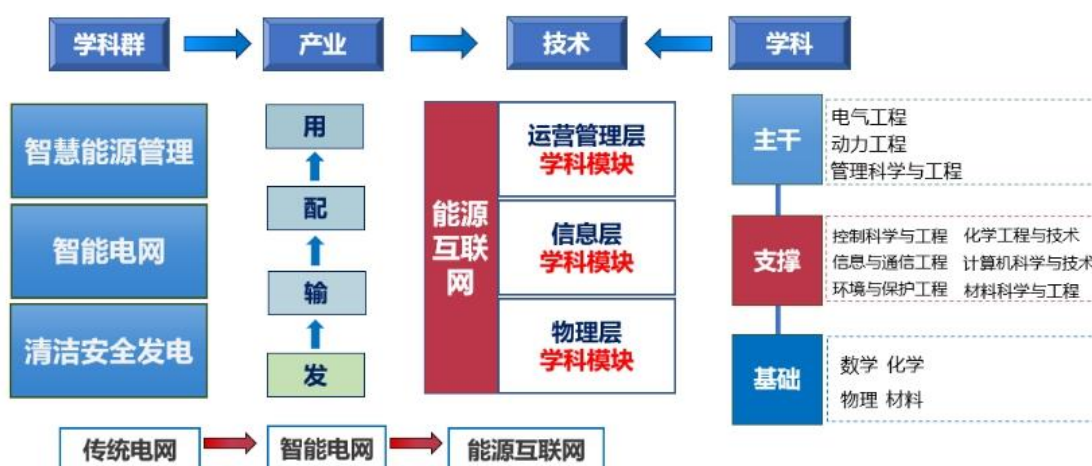 学科群
产业
技术
学科
智慧能源管理
智能电网
清洁安全发电
用
配
输
发
能源
互联
网
运营管理层
学科模块
信息层
学科模块
物理层
学科模块
主干
电气工程
动力工程
管理科学与工程
支撑
控制科学与工程 化学工程与技术
信息与通信工程 计算机科学与技术
环境与保护工程 材料科学与工程
基础
数学 化学
物理 材料
传统电网
智能电网
能源互联网